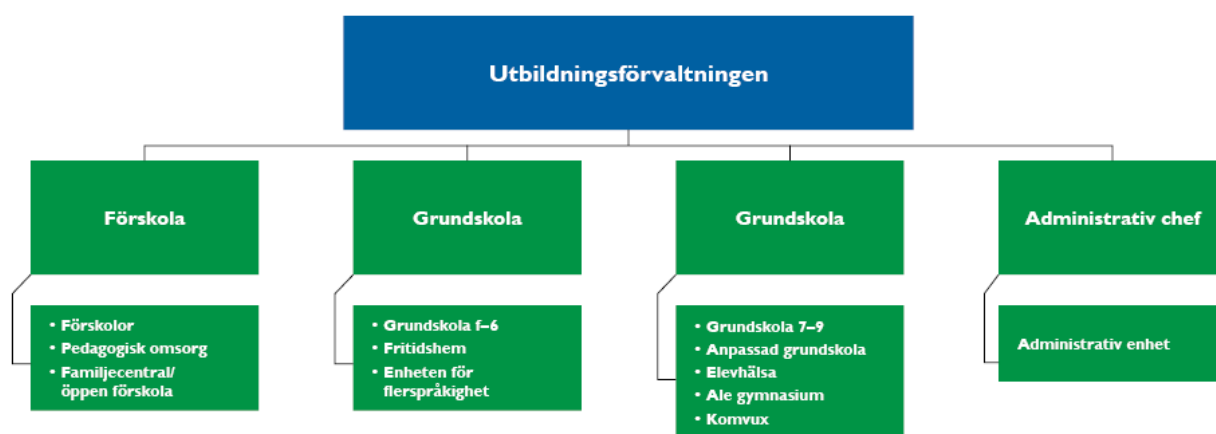 Utbildningsförvaltningen
Förskola
Grundskola
Grundskola
Administrativ chef
• Förskolor
• Pedagogisk omsorg
• Familjecentral/
öppen förskola
• Grundskola f–6
• Fritidshem
• Enheten för
flerspråkighet
• Grundskola 7–9
• Anpassad grundskola
• Elevhälsa
• Ale gymnasium
• Komvux
Administrativ enhet